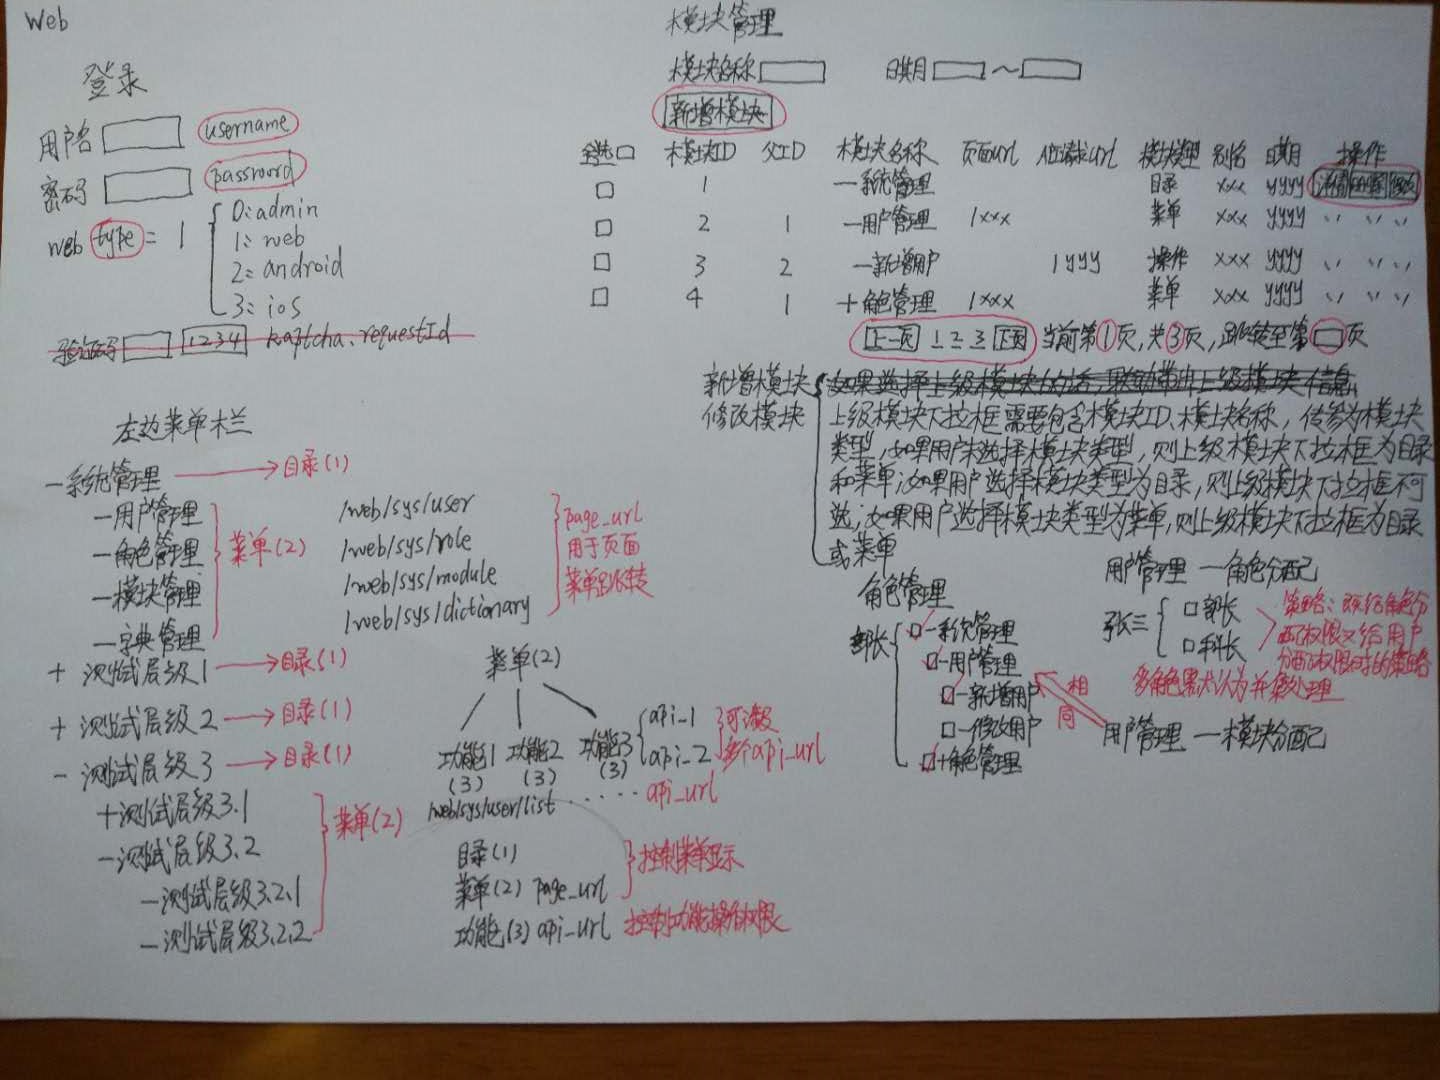 Web
登录
用户名 username
密码 password
web type = 1
0: admin
1: web
2: android
3: ios
验证码 1234 kaptcha、requestId
左边菜单栏
一系统管理 → 目录(1)
一用户管理 /web/sys/user
一角色管理 菜单(2) /web/sys/role
一模块管理 /web/sys/module
一字典管理 /web/sys/dictionary
page_url
用于页面
菜单跳转
+ 测试层级1 → 目录(1)
+ 测试层级2 → 目录(1)
- 测试层级3 → 目录(1)
+测试层级3.1
一测试层级3.2
一测试层级3.2.1
一测试层级3.2.2
菜单(2)
菜单(2)
功能1 功能2 功能3
(3) (3) (3)
api_1
api_2
可涉及
多个api_url
/web/sys/user/list ······ api_url
目录(1)
菜单(2) page_url
控制菜单显示
功能(3) api_url 控制功能操作权限
模块管理
模块名称 日期 ~
新增模块
全选 模块ID 父ID 模块名称 页面url API请求url 模块类型 别名 日期 操作
1 一系统管理 目录 xxx yyyy 详情 删除 修改
2 1 一用户管理 /xxx 菜单 xxx yyyy 、、 、、 、、
3 2 一新增用户 /yyy 操作 xxx yyyy 、、 、、 、、
4 1 +角色管理 /xxx 菜单 xxx yyyy 、、 、、 、、
上一页 1 2 3 下页 当前第1页,共3页,跳转至第 页
新增模块
修改模块
如果选择上级模块的话,联动带出上级模块信息
上级模块下拉框需要包含模块ID、模块名称,传参为模块
类型,如果用户未选择模块类型,则上级模块下拉框为目录
和菜单;如果用户选择模块类型为目录,则上级模块下拉框不可
选;如果用户选择模块类型为菜单,则上级模块下拉框为目录
或菜单
角色管理
部长
一系统管理
一用户管理
一新增用户
一修改用户
+角色管理
用户管理 一角色分配
张三
部长
科长
策略:既给角色分
配权限又给用户
分配权限时的策略
多角色默认为并集处理
相同
用户管理 一模块分配